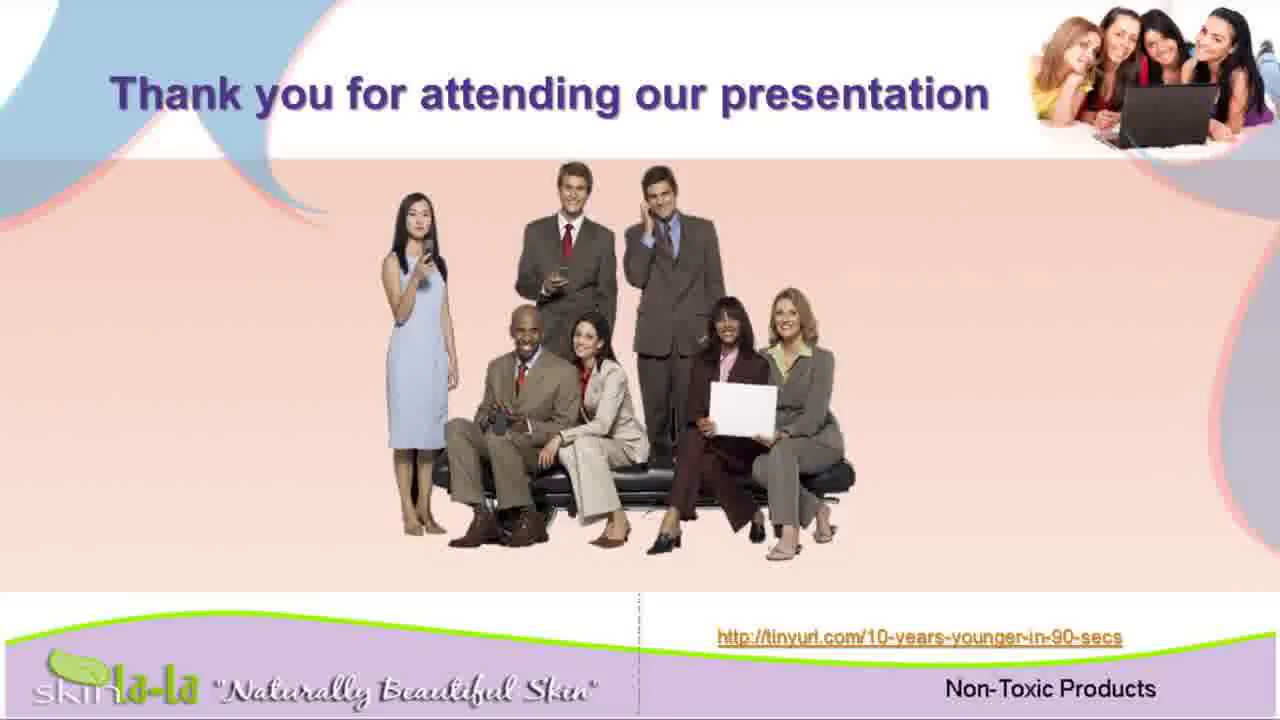 Thank you for attending our presentation
http://tinyurl.com/10-years-younger-in-90-secs
skin la-la "Naturally Beautiful Skin"
Non-Toxic Products